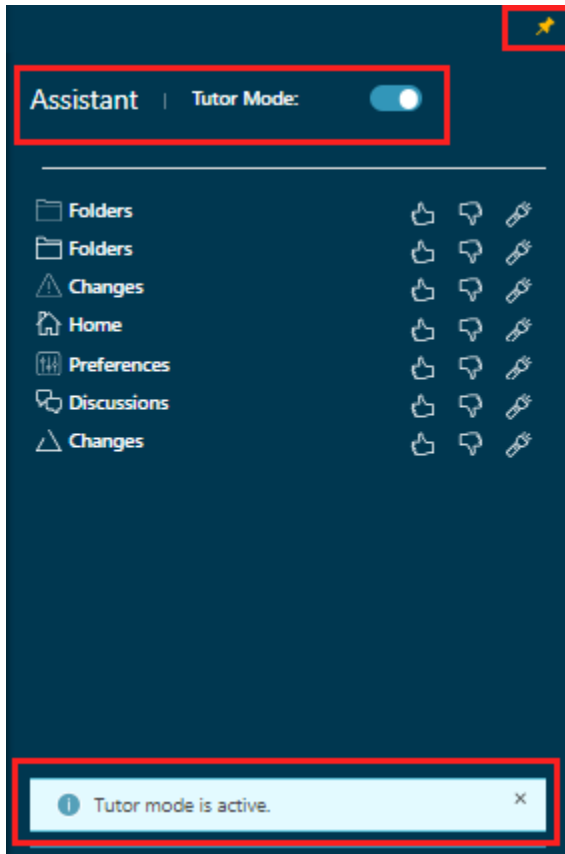 Assistant | Tutor Mode:
Folders
Folders
Changes
Home
Preferences
Discussions
Changes
Tutor mode is active.